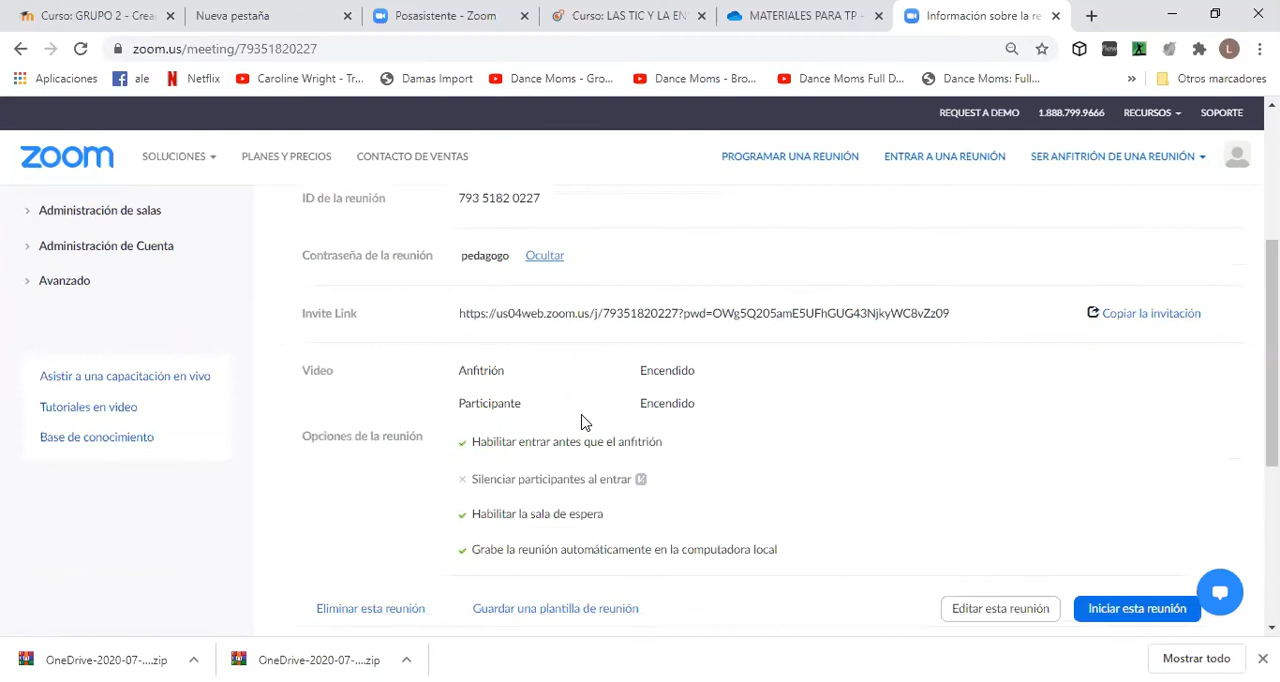 Curso: GRUPO 2 - Crea
Nueva pestaña
Posasistente - Zoom
Curso: LAS TIC Y LA EN
MATERIALES PARA TP -
Información sobre la re
zoom.us/meeting/79351820227
L
Aplicaciones
ale
Netflix
Caroline Wright - Tr...
Damas Import
Dance Moms - Gro...
Dance Moms - Bro...
Dance Moms Full D...
Dance Moms: Full...
»
Otros marcadores
REQUEST A DEMO
1.888.799.9666
RECURSOS
SOPORTE
zoom
SOLUCIONES
PLANES Y PRECIOS
CONTACTO DE VENTAS
PROGRAMAR UNA REUNIÓN
ENTRAR A UNA REUNIÓN
SER ANFITRIÓN DE UNA REUNIÓN
Administración de salas
Administración de Cuenta
Avanzado
Asistir a una capacitación en vivo
Tutoriales en video
Base de conocimiento
ID de la reunión
793 5182 0227
Contraseña de la reunión
pedagogo
Ocultar
Invite Link
https://us04web.zoom.us/j/79351820227?pwd=OWg5Q205amE5UFhGUG43NjkyWC8vZz09
Copiar la invitación
Video
Anfitrión
Encendido
Participante
Encendido
Opciones de la reunión
Habilitar entrar antes que el anfitrión
Silenciar participantes al entrar
Habilitar la sala de espera
Grabe la reunión automáticamente en la computadora local
Eliminar esta reunión
Guardar una plantilla de reunión
Editar esta reunión
Iniciar esta reunión
OneDrive-2020-07-....zip
OneDrive-2020-07-....zip
Mostrar todo